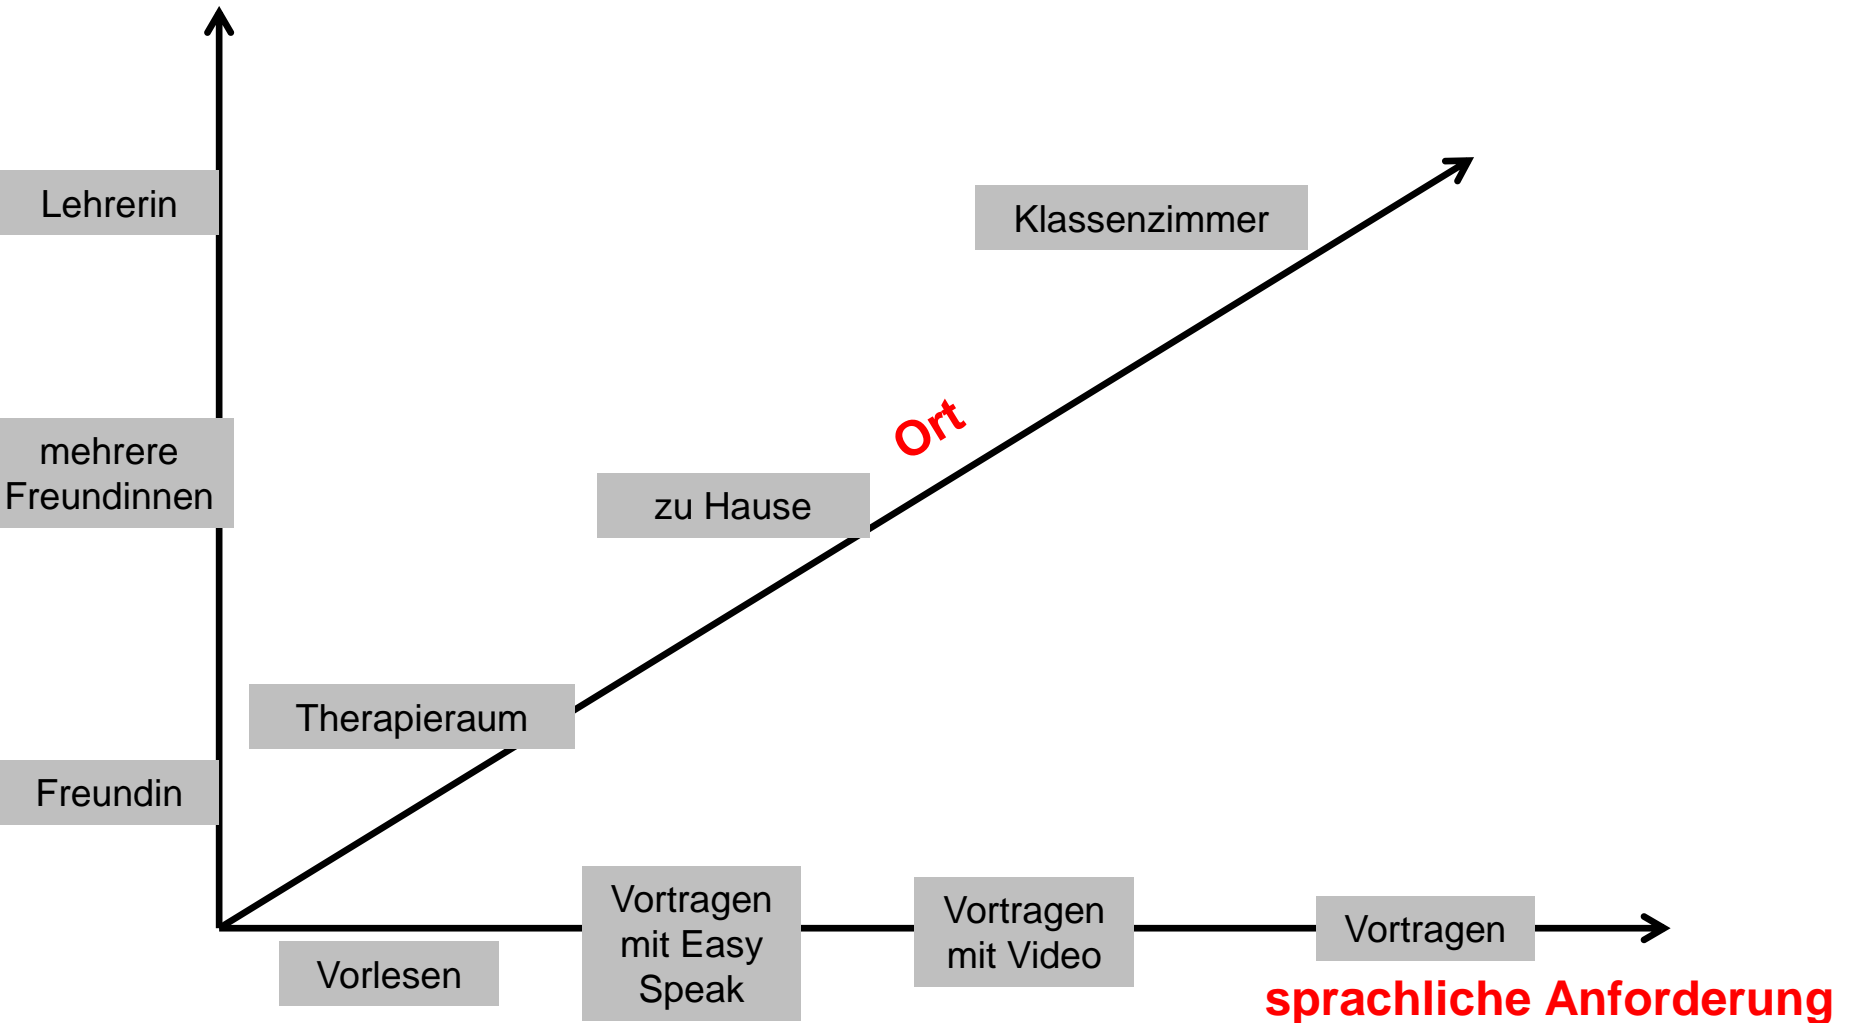 Lehrerin
Klassenzimmer
Ort
mehrere
Freundinnen
zu Hause
Therapieraum
Freundin
Vorlesen
Vortragen
mit Easy
Speak
Vortragen
mit Video
Vortragen
sprachliche Anforderung